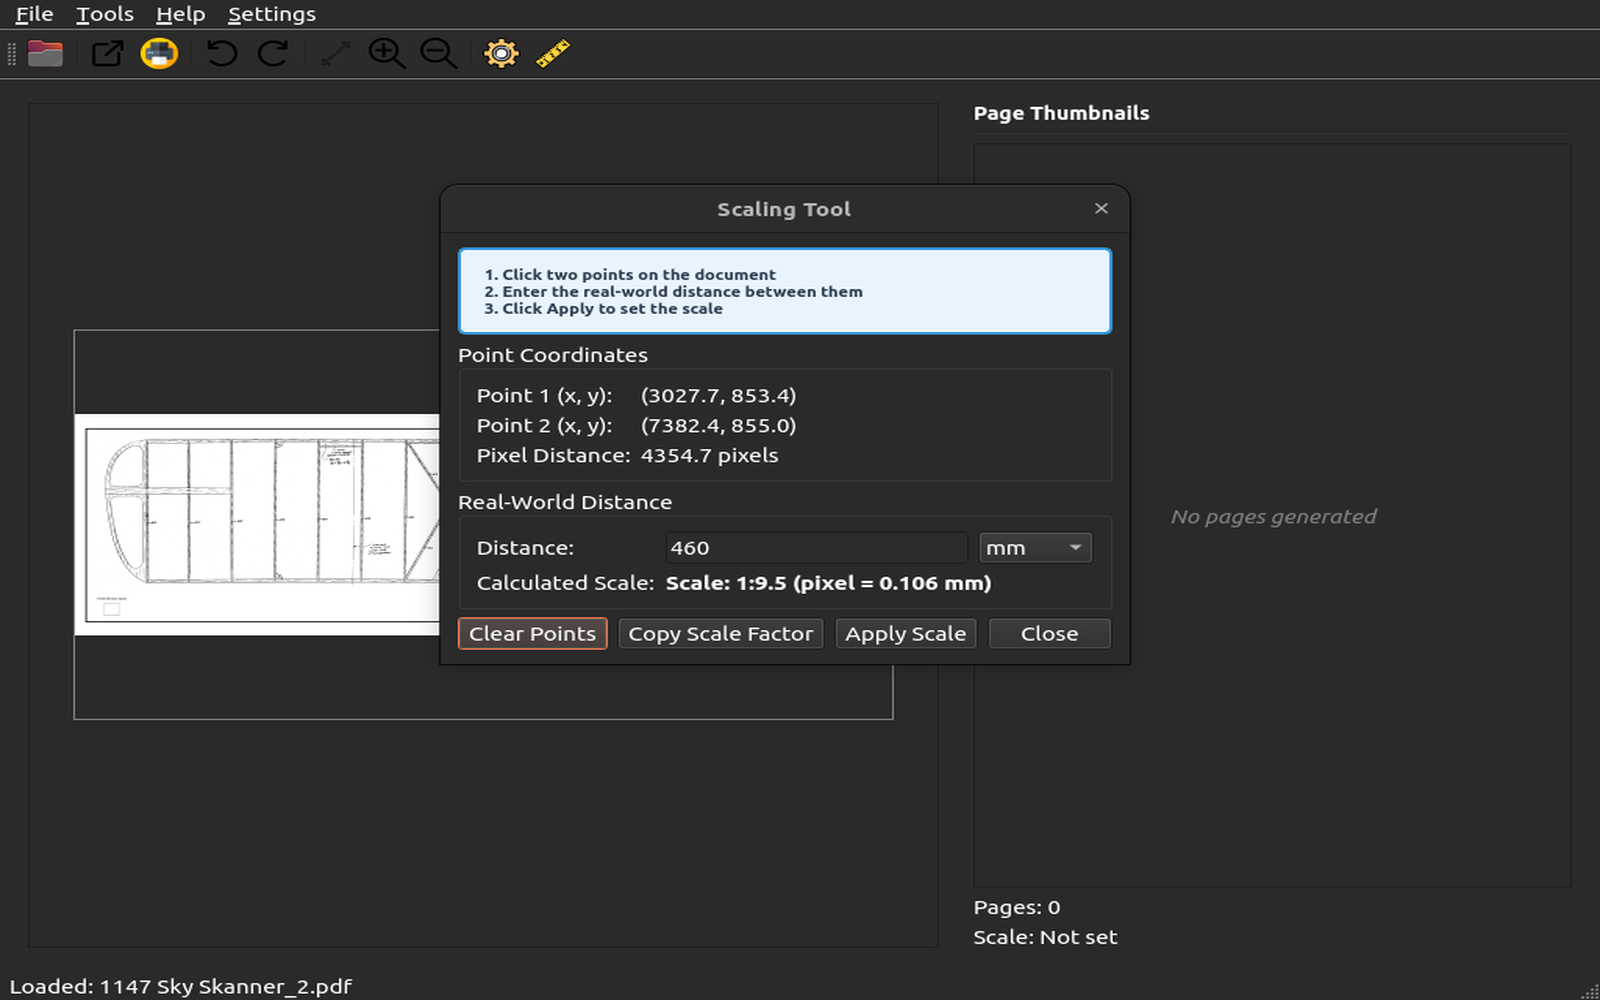 File Tools Help Settings
Page Thumbnails
Scaling Tool
1. Click two points on the document
2. Enter the real-world distance between them
3. Click Apply to set the scale
Point Coordinates
Point 1 (x, y): (3027.7, 853.4)
Point 2 (x, y): (7382.4, 855.0)
Pixel Distance: 4354.7 pixels
Real-World Distance
Distance: 460 mm
Calculated Scale: Scale: 1:9.5 (pixel = 0.106 mm)
Clear Points Copy Scale Factor Apply Scale Close
No pages generated
Pages: 0
Scale: Not set
Loaded: 1147 Sky Skanner_2.pdf